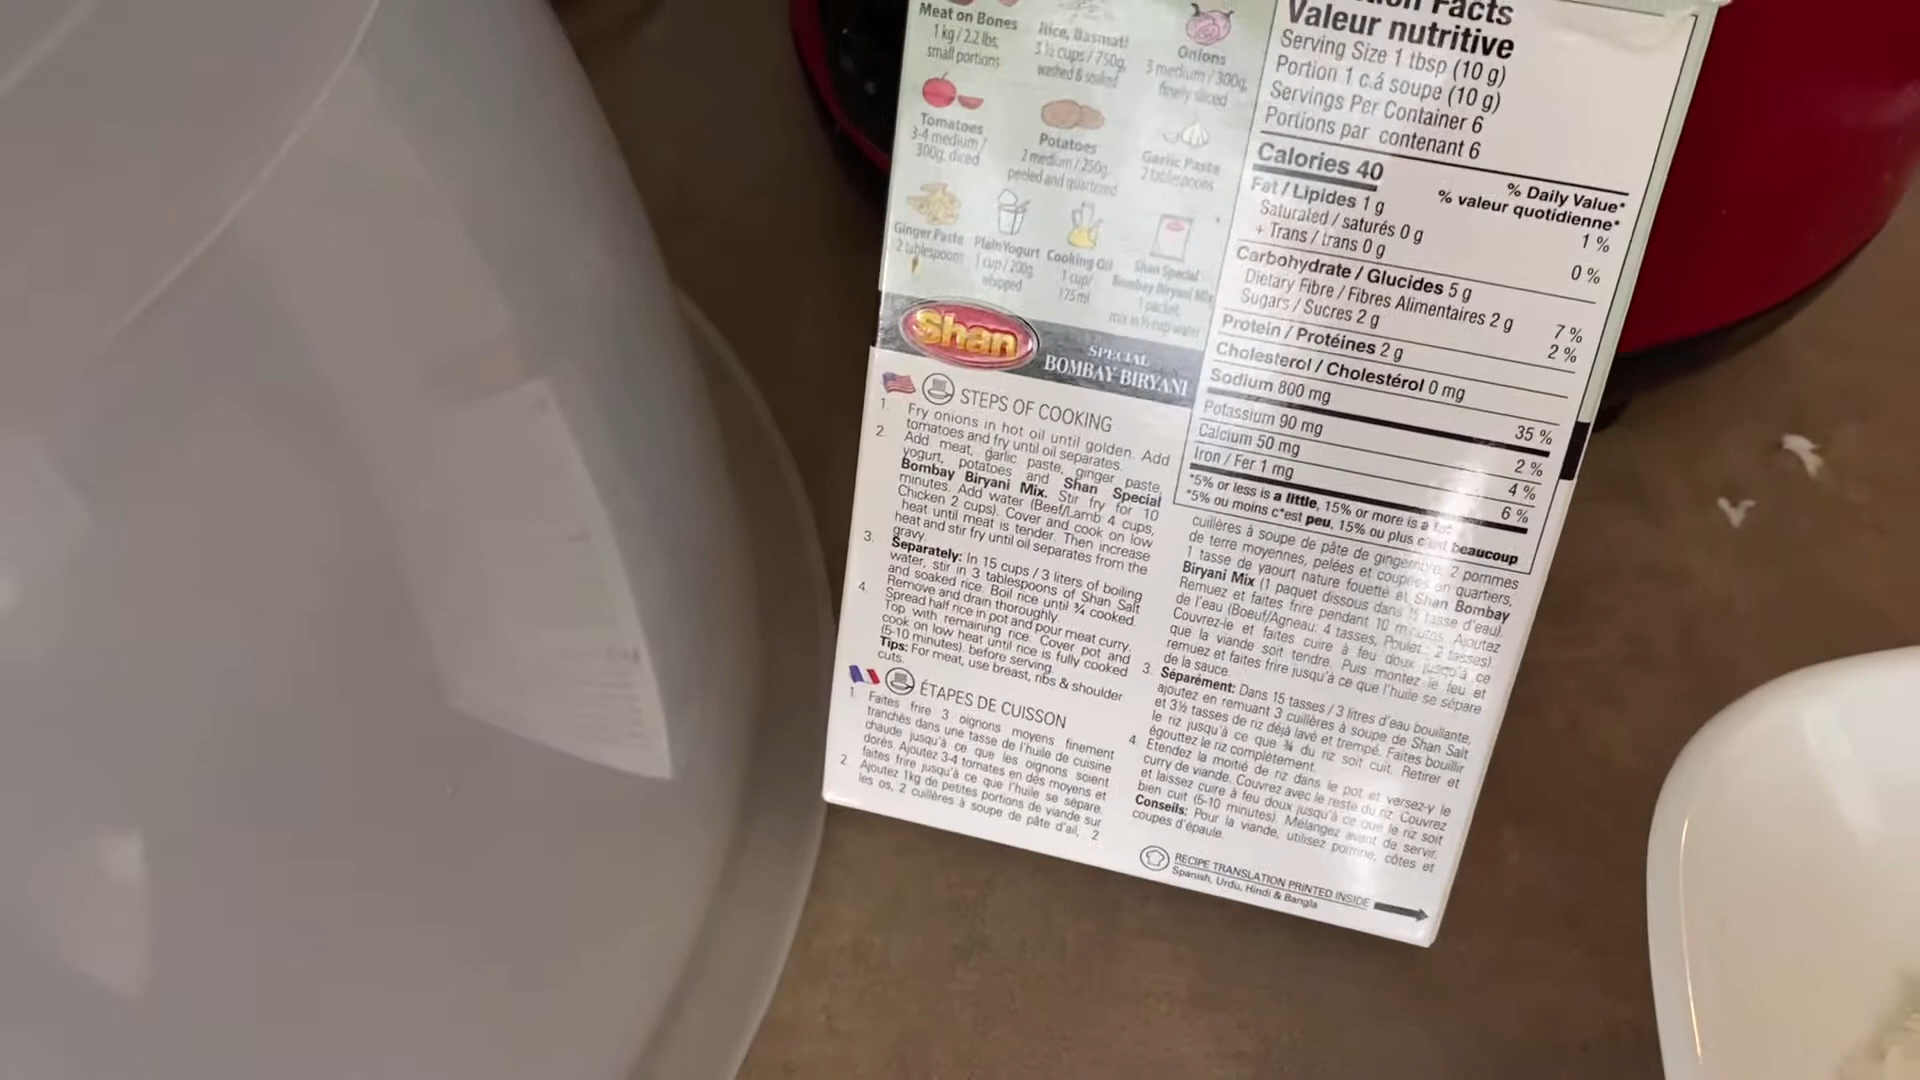 Meat on Bones
1 kg / 2.2 lbs,
small portions
Rice, Basmati
3 ½ cups / 750g,
washed & soaked
Onions
3 medium / 300g,
finely sliced
Tomatoes
3-4 medium /
300g, diced
Potatoes
2 medium / 250g,
peeled and quartered
Garlic Paste
2 tablespoons
Ginger Paste
2 tablespoons
Plain Yogurt
1 cup / 200g,
whipped
Cooking Oil
1 cup/
175ml
Shan Special
Bombay Biryani Mix
1 packet,
mix in ½ cup water
Shan
SPECIAL
BOMBAY BIRYANI
STEPS OF COOKING
1. Fry onions in hot oil until golden. Add
tomatoes and fry until oil separates.
2. Add meat, garlic paste, ginger paste,
yogurt, potatoes and Shan Special
Bombay Biryani Mix. Stir fry for 10
minutes. Add water (Beef/Lamb 4 cups,
Chicken 2 cups). Cover and cook on low
heat until meat is tender. Then increase
heat and stir fry until oil separates from the
gravy.
3. Separately: In 15 cups / 3 liters of boiling
water, stir in 3 tablespoons of Shan Salt
and soaked rice. Boil rice until ¾ cooked.
Remove and drain thoroughly.
4. Spread half rice in pot and pour meat curry.
Top with remaining rice. Cover pot and
cook on low heat until rice is fully cooked
(5-10 minutes). before serving.
Tips: For meat, use breast, ribs & shoulder
cuts.
ÉTAPES DE CUISSON
1. Faites frire 3 oignons moyens finement
tranchés dans une tasse de l'huile de cuisine
chaude jusqu'à ce que les oignons soient
dorés. Ajoutez 3-4 tomates en dés moyens et
faites frire jusqu'à ce que l'huile se sépare.
2. Ajoutez 1kg de petites portions de viande sur
les os, 2 cuillères à soupe de pâte d'ail, 2
Facts
Valeur nutritive
Serving Size 1 tbsp (10 g)
Portion 1 c.á soupe (10 g)
Servings Per Container 6
Portions par contenant 6
Calories 40
% Daily Value*
% valeur quotidienne*
Fat / Lipides 1 g 1 %
Saturated / saturés 0 g
+ Trans / trans 0 g 0 %
Carbohydrate / Glucides 5 g
Dietary Fibre / Fibres Alimentaires 2 g 7 %
Sugars / Sucres 2 g 2 %
Protein / Protéines 2 g
Cholesterol / Cholestérol 0 mg
Sodium 800 mg 35 %
Potassium 90 mg 2 %
Calcium 50 mg 4 %
Iron / Fer 1 mg 6 %
*5% or less is a little, 15% or more is a lot
*5% ou moins c'est peu, 15% ou plus c'est beaucoup
cuillères à soupe de pâte de gingembre, 2 pommes
de terre moyennes, pelées et coupées en quartiers,
1 tasse de yaourt nature fouetté et Shan Bombay
Biryani Mix (1 paquet dissous dans ½ tasse d'eau).
Remuez et faites frire pendant 10 minutes. Ajoutez
de l'eau (Boeuf/Agneau: 4 tasses, Poulet: 2 tasses).
Couvrez-le et faites cuire à feu doux jusqu'à ce
que la viande soit tendre. Puis montez le feu et
remuez et faites frire jusqu'à ce que l'huile se sépare
de la sauce.
3. Séparément: Dans 15 tasses / 3 litres d'eau bouillante,
ajoutez en remuant 3 cuillères à soupe de Shan Salt
et 3½ tasses de riz déjà lavé et trempé. Faites bouillir
le riz jusqu'à ce que ¾ du riz soit cuit. Retirer et
égouttez le riz complètement.
4. Étendez la moitié de riz dans le pot et versez-y le
curry de viande. Couvrez avec le reste du riz Couvrez
et laissez cuire à feu doux jusqu'à ce que le riz soit
bien cuit (5-10 minutes). Mélangez avant de servir.
Conseils: Pour la viande, utilisez poitrine, côtes et
coupes d'épaule.
RECIPE TRANSLATION PRINTED INSIDE
Spanish, Urdu, Hindi & Bangla